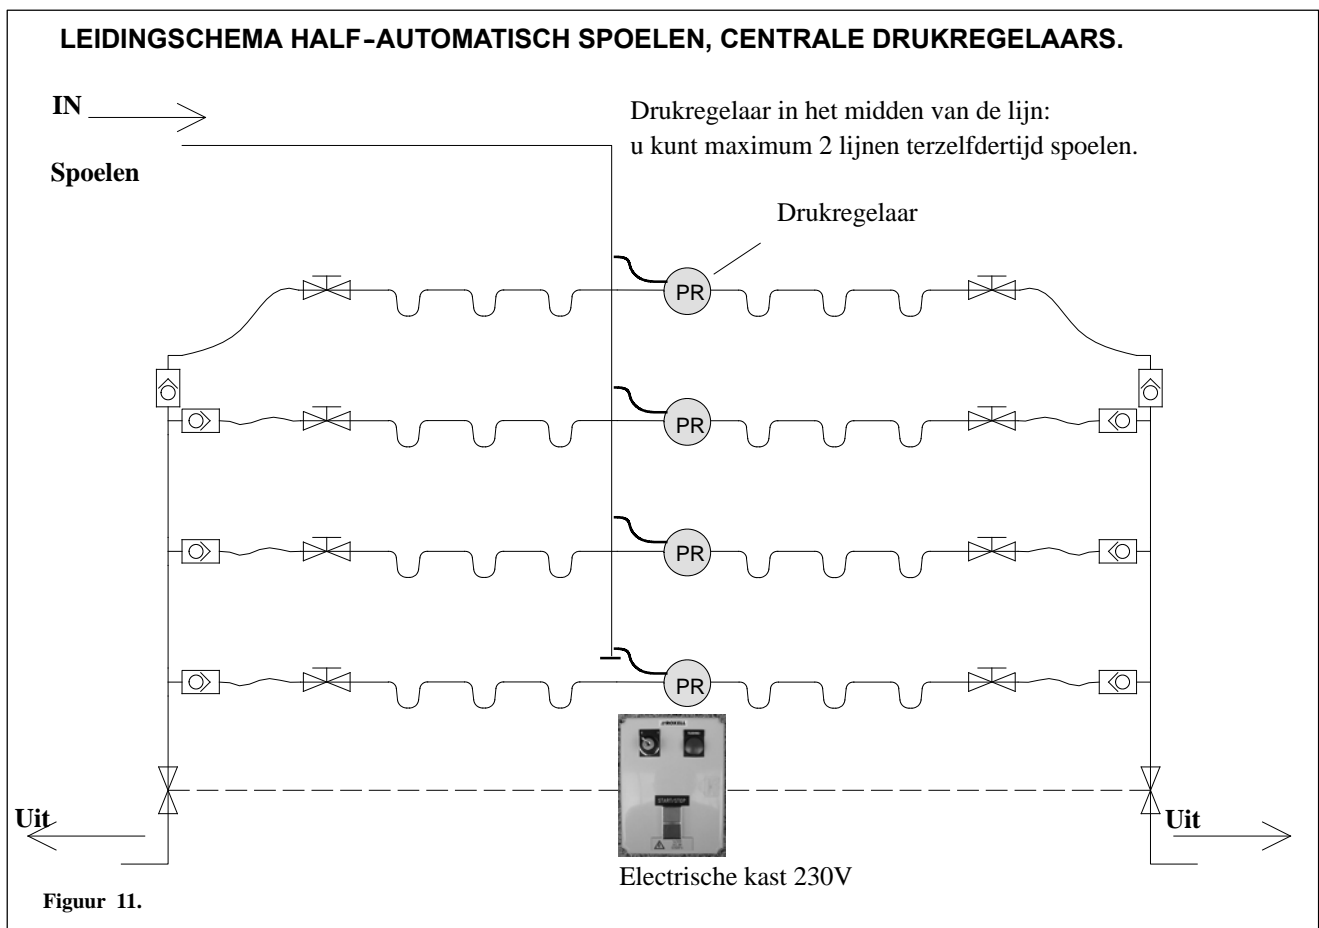 LEIDINGSCHEMA HALF-AUTOMATISCH SPOELEN, CENTRALE DRUKREGELAARS.
IN
Drukregelaar in het midden van de lijn:
u kunt maximum 2 lijnen terzelfdertijd spoelen.
Spoelen
Drukregelaar
PR
PR
PR
PR
START/STOP
Uit
Uit
Electrische kast 230V
Figuur 11.